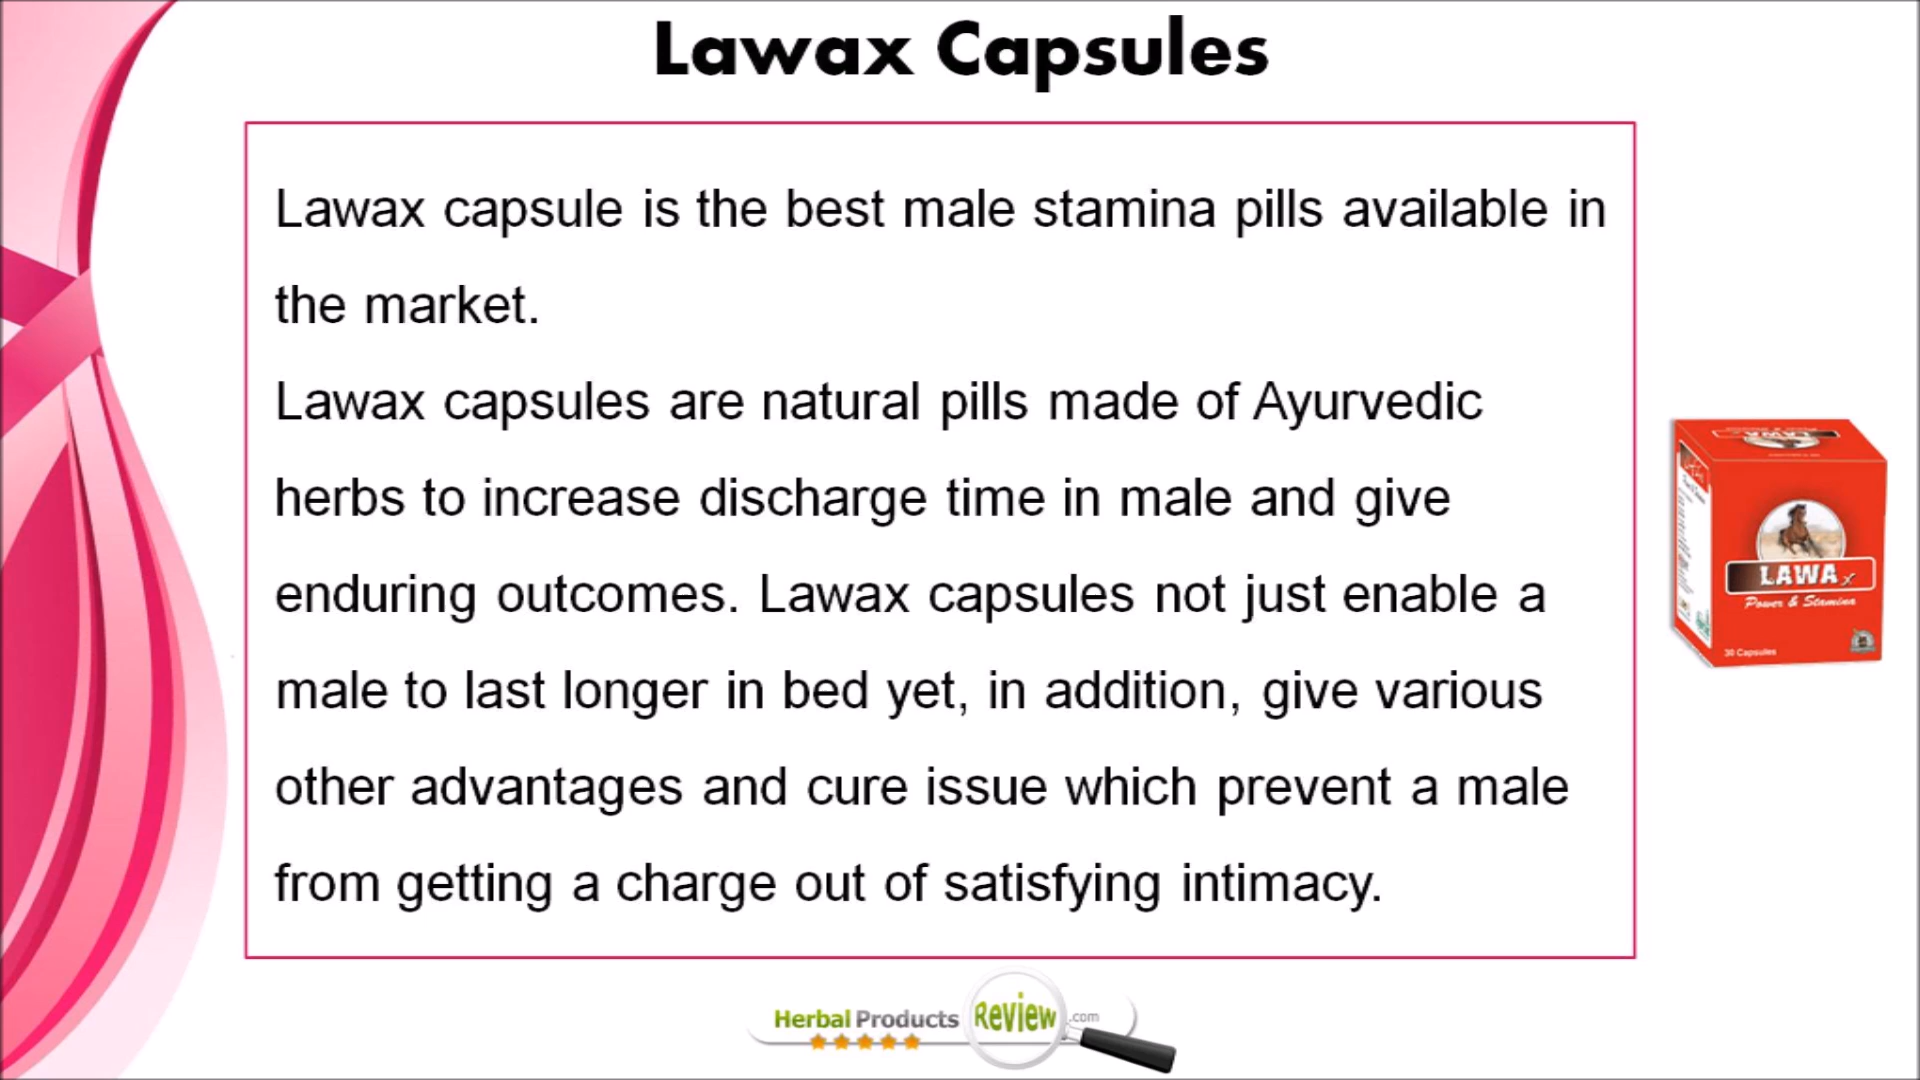 Lawax Capsules
Lawax capsule is the best male stamina pills available in
the market.
Lawax capsules are natural pills made of Ayurvedic
herbs to increase discharge time in male and give
enduring outcomes. Lawax capsules not just enable a
male to last longer in bed yet, in addition, give various
other advantages and cure issue which prevent a male
from getting a charge out of satisfying intimacy.
LAWAx
Power & Stamina
30 Capsules
Herbal Products Review.com